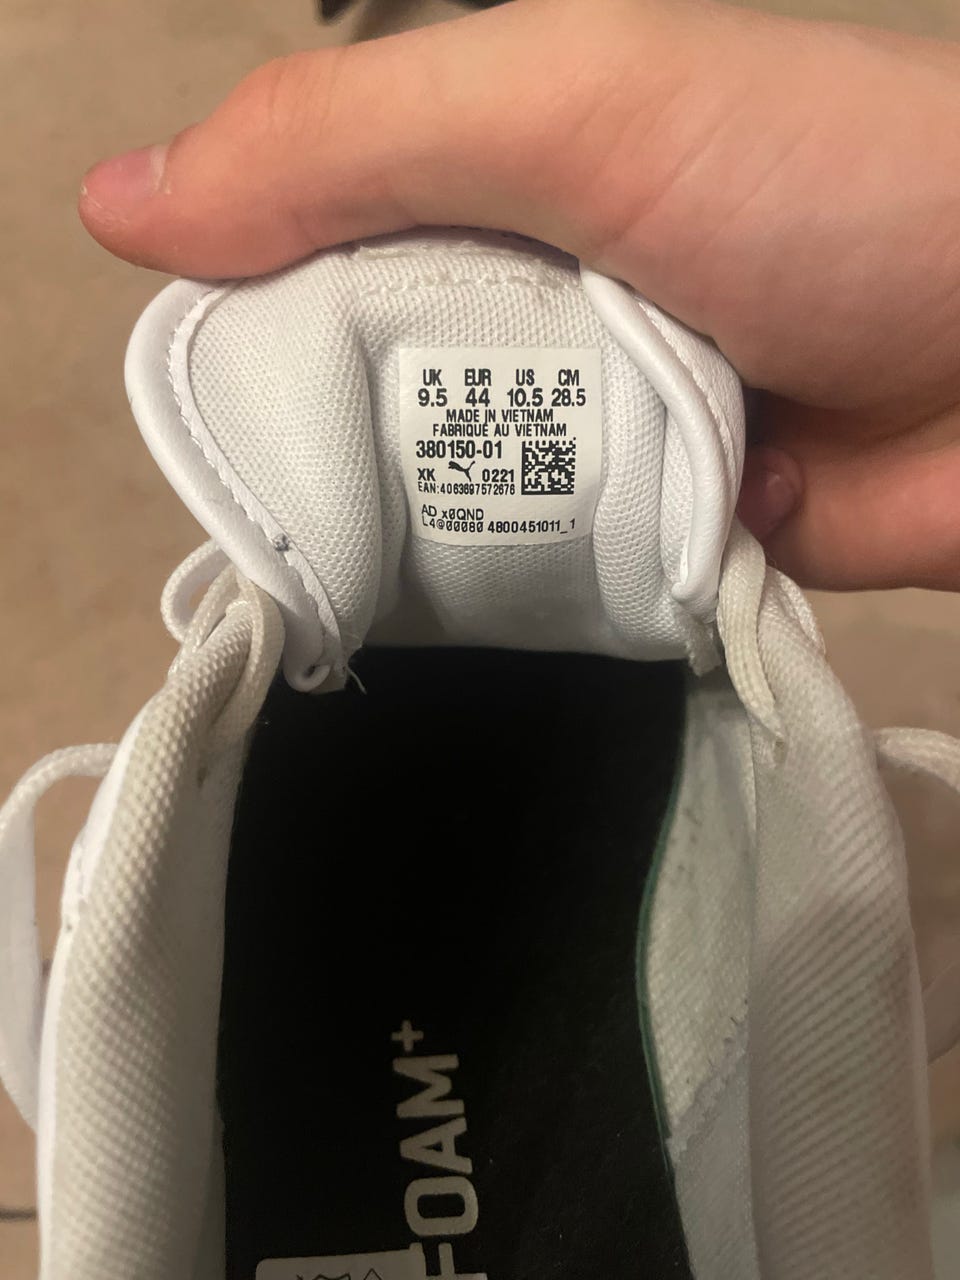 UK EUR US CM
9.5 44 10.5 28.5
MADE IN VIETNAM
FABRIQUÉ AU VIETNAM
380150-01
XK 0221
EAN:4063697572676
AD x0QND
L4@00080 4800451011_1
FOAM+